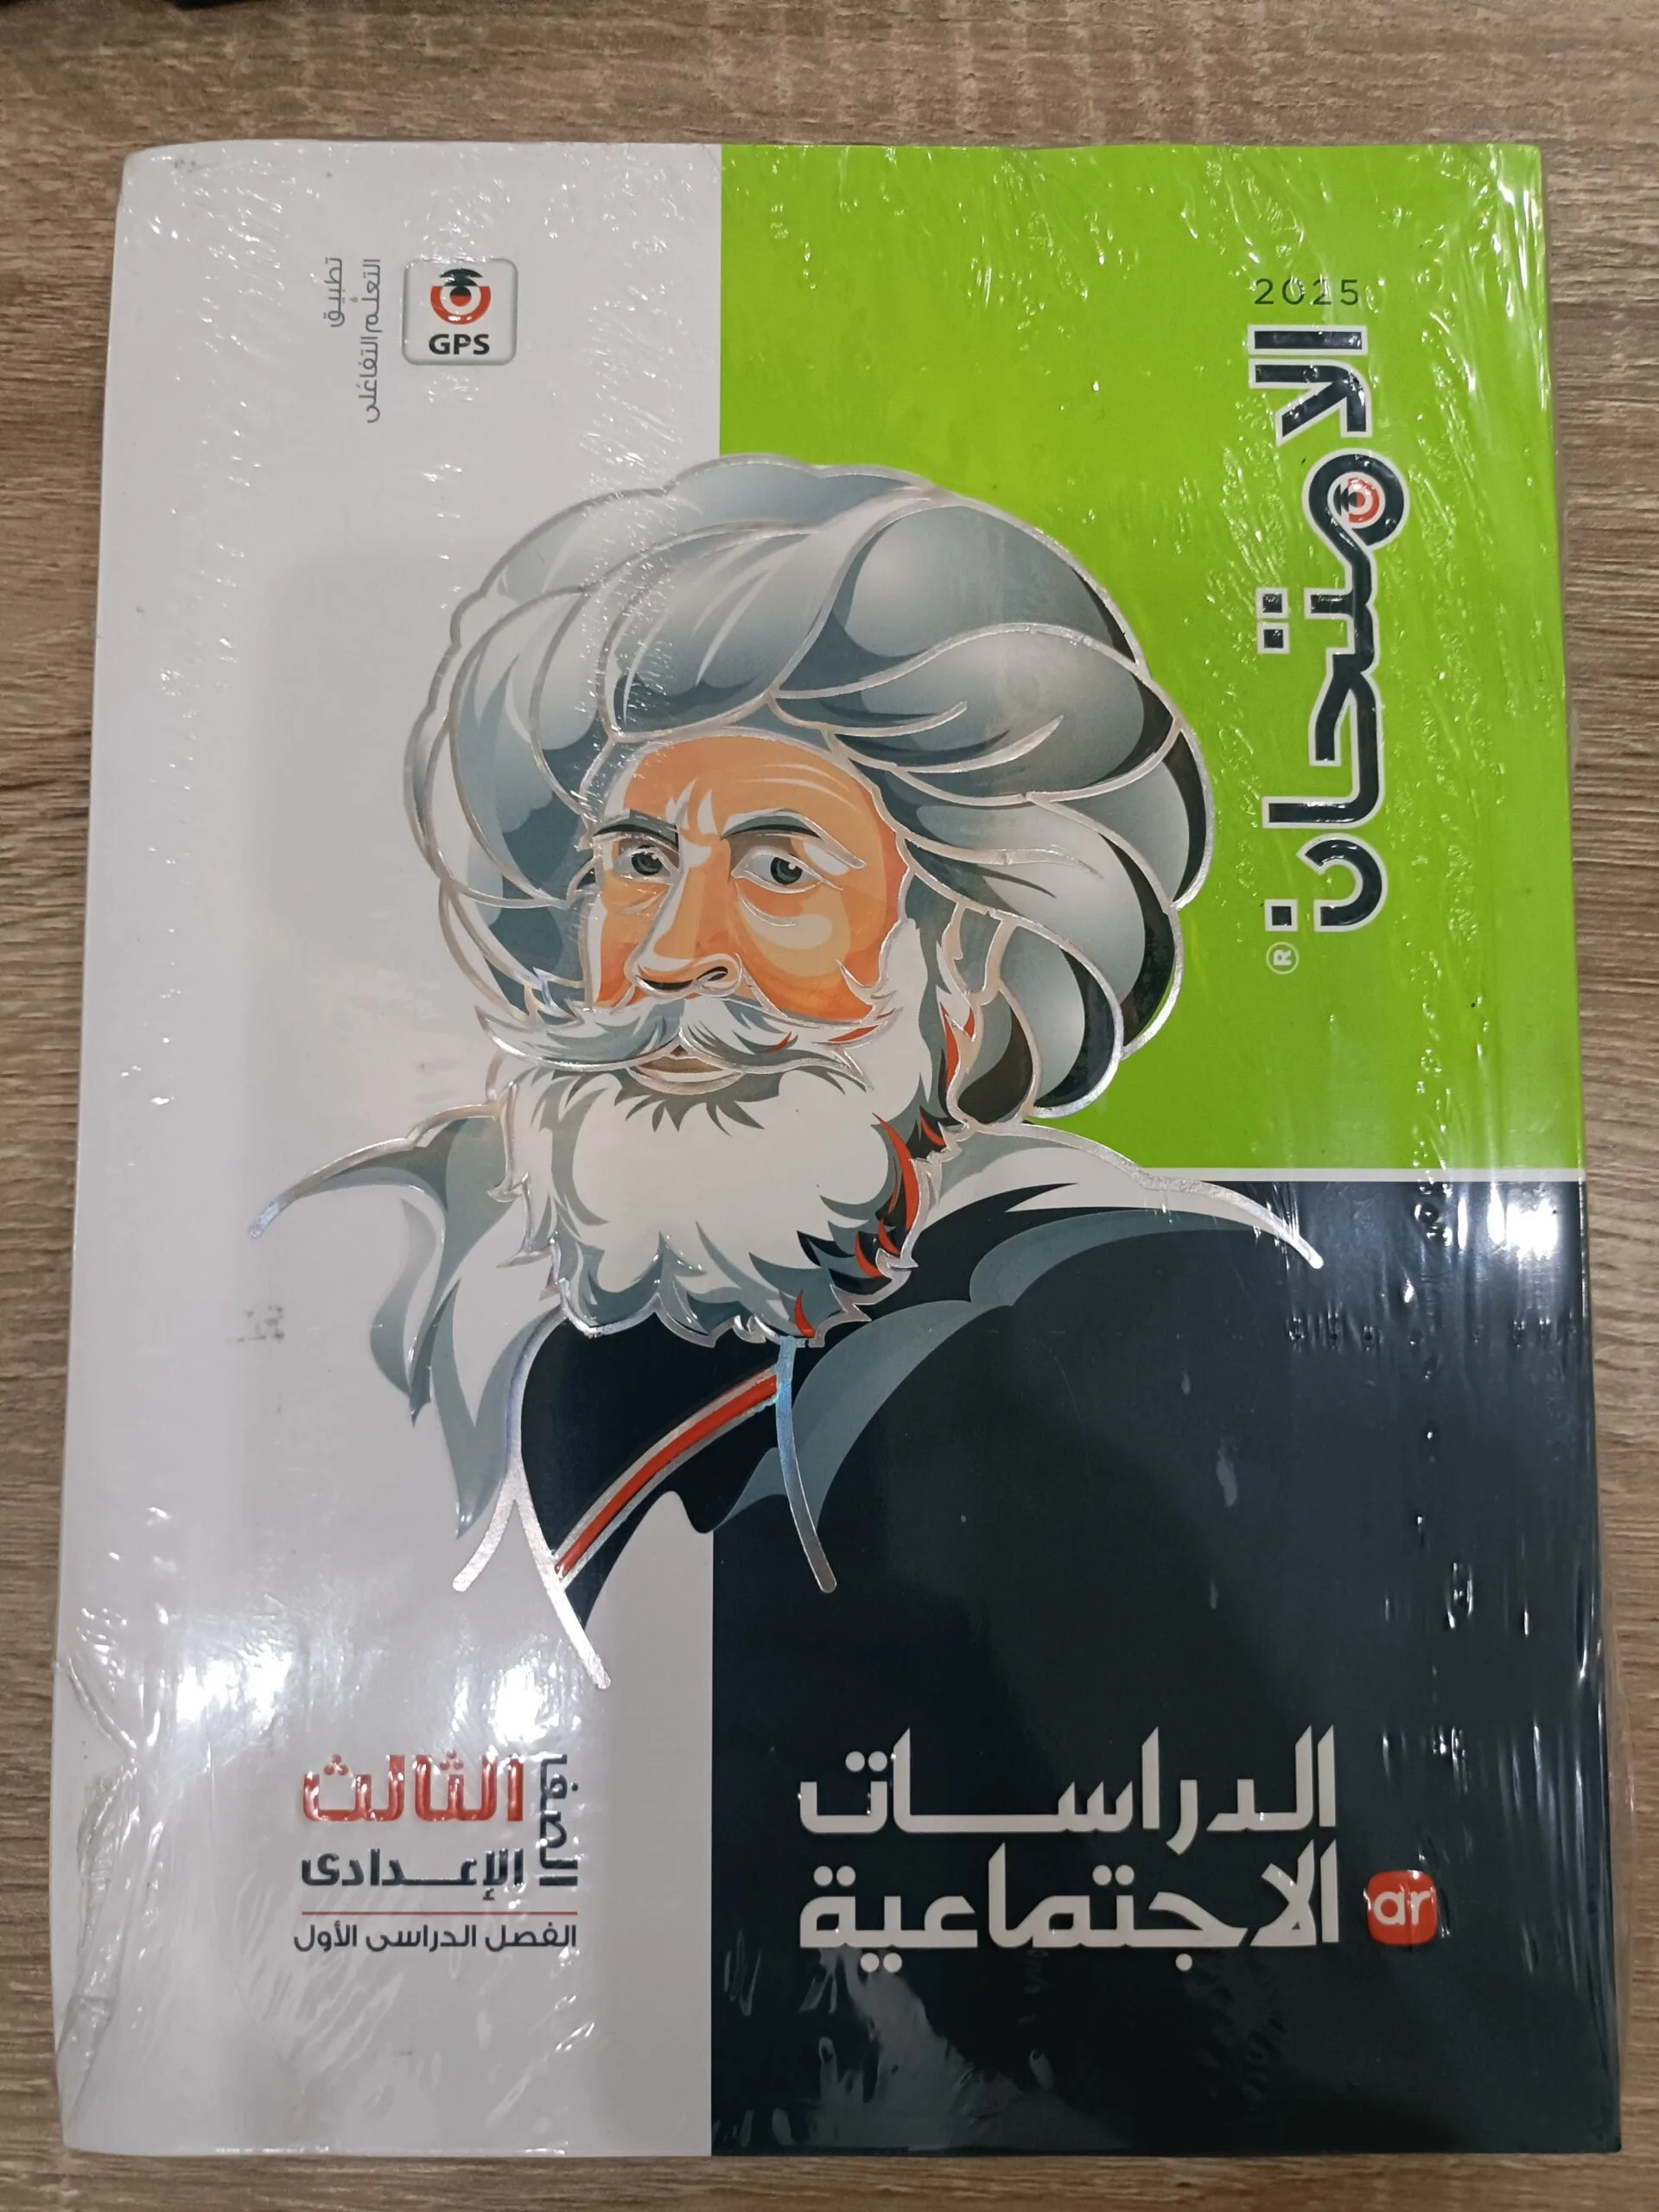 2025
الامتحان
®
GPS
تطبيق
التعلم التفاعلى
الدراسات
الاجتماعية
ar
الصف
الثالث
الإعدادى
الفصل الدراسى الأول